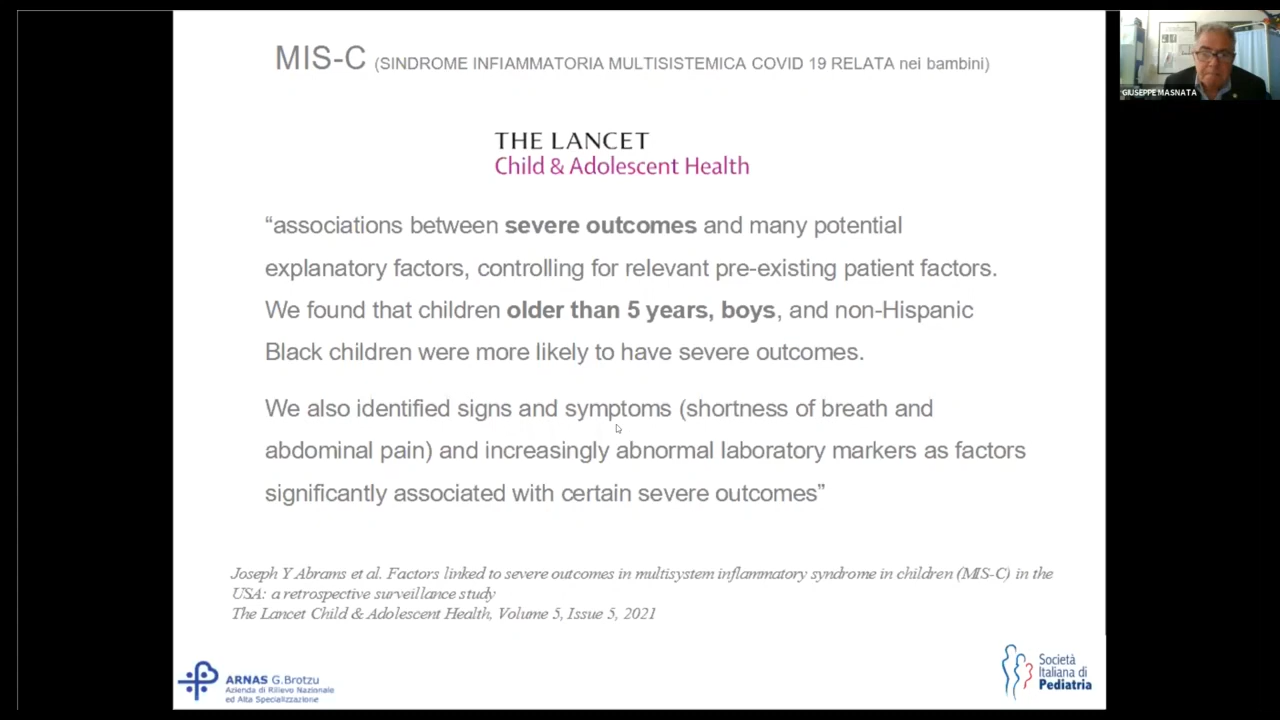 MIS-C (SINDROME INFIAMMATORIA MULTISISTEMICA COVID 19 RELATA nei bambini)
GIUSEPPE MASNATA
THE LANCET
Child & Adolescent Health
“associations between severe outcomes and many potential
explanatory factors, controlling for relevant pre-existing patient factors.
We found that children older than 5 years, boys, and non-Hispanic
Black children were more likely to have severe outcomes.
We also identified signs and symptoms (shortness of breath and
abdominal pain) and increasingly abnormal laboratory markers as factors
significantly associated with certain severe outcomes”
Joseph Y Abrams et al. Factors linked to severe outcomes in multisystem inflammatory syndrome in children (MIS-C) in the
USA: a retrospective surveillance study
The Lancet Child & Adolescent Health, Volume 5, Issue 5, 2021
ARNAS G.Brotzu
Azienda di Rilievo Nazionale
ed Alta Specializzazione
Società
Italiana di
Pediatria